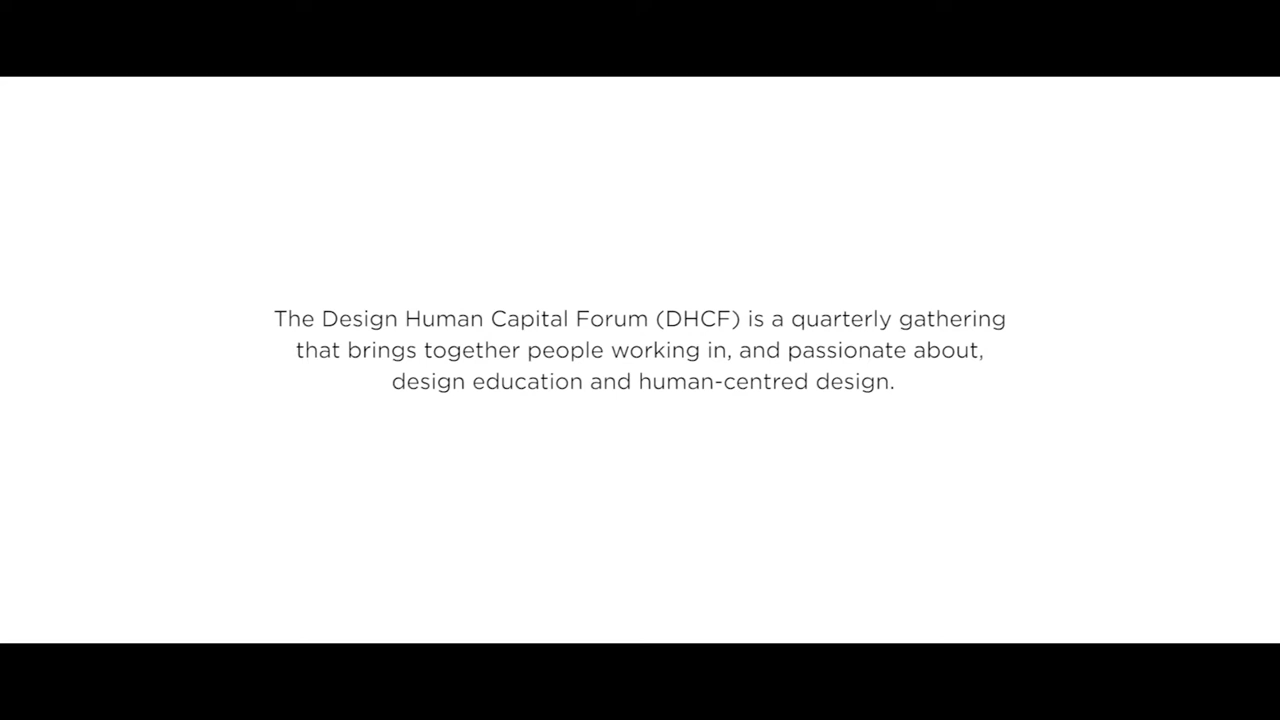 The Design Human Capital Forum (DHCF) is a quarterly gathering
that brings together people working in, and passionate about,
design education and human-centred design.